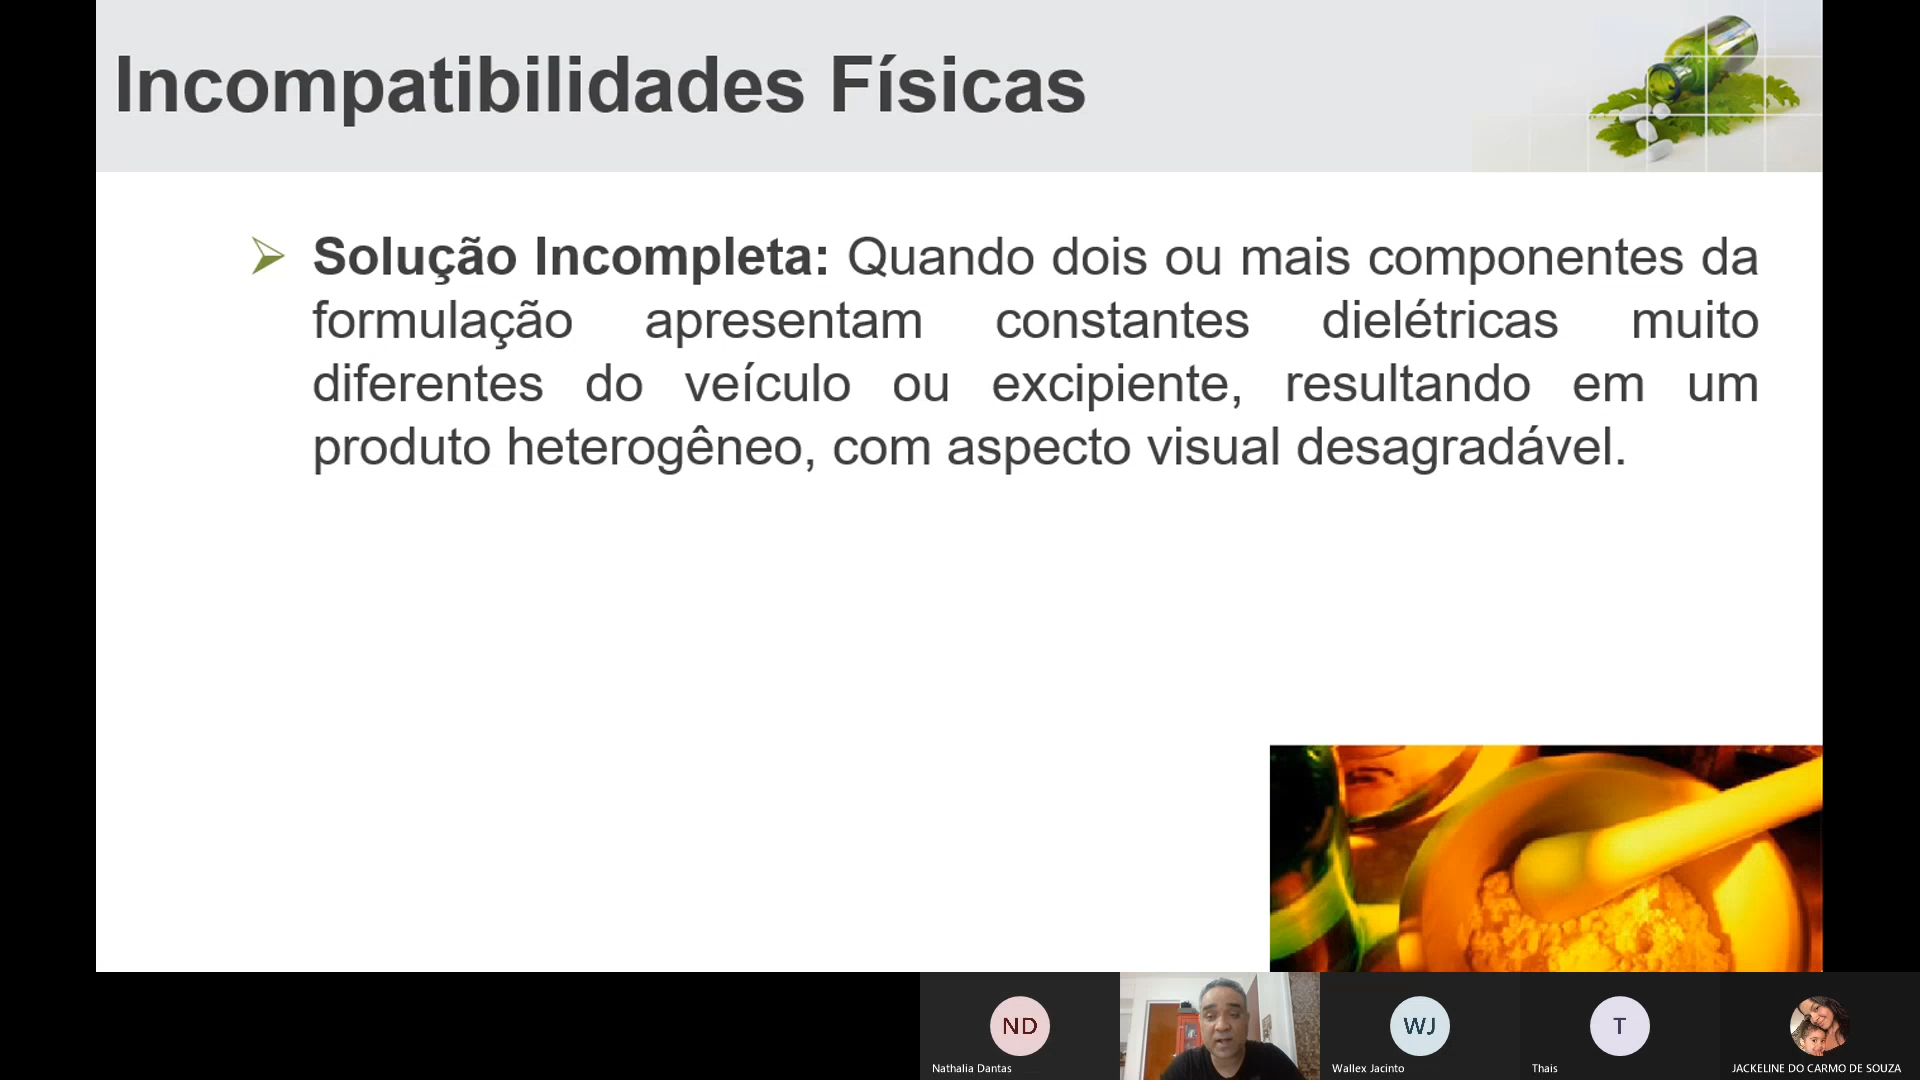 Incompatibilidades Físicas
Solução Incompleta: Quando dois ou mais componentes da
formulação apresentam constantes dielétricas muito
diferentes do veículo ou excipiente, resultando em um
produto heterogêneo, com aspecto visual desagradável.
ND
WJ
T
Nathalia Dantas
Wallex Jacinto
Thais
JACKELINE DO CARMO DE SOUZA